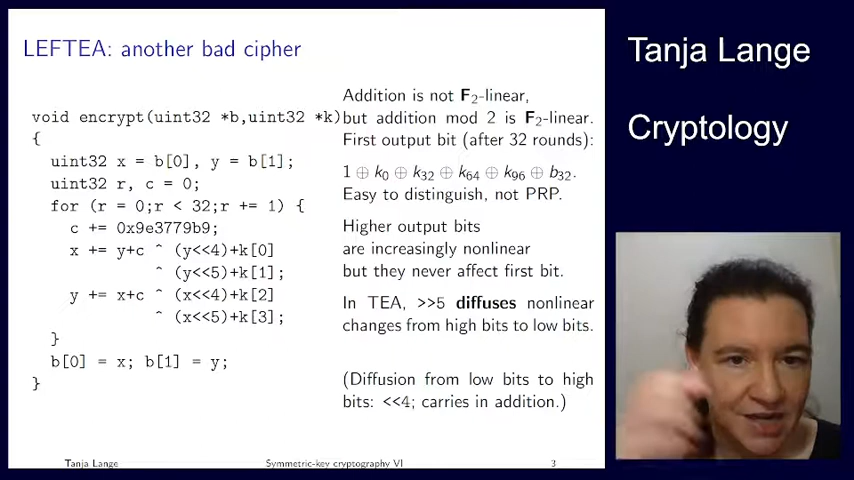 LEFTEA: another bad cipher
void encrypt(uint32 *b,uint32 *k)
{
uint32 x = b[0], y = b[1];
uint32 r, c = 0;
for (r = 0;r < 32;r += 1) {
c += 0x9e3779b9;
x += y+c ^ (y<<4)+k[0]
^ (y<<5)+k[1];
y += x+c ^ (x<<4)+k[2]
^ (x<<5)+k[3];
}
b[0] = x; b[1] = y;
}
Addition is not F₂-linear,
but addition mod 2 is F₂-linear.
First output bit (after 32 rounds):
1 ⊕ k₀ ⊕ k₃₂ ⊕ k₆₄ ⊕ k₉₆ ⊕ b₃₂.
Easy to distinguish, not PRP.
Higher output bits
are increasingly nonlinear
but they never affect first bit.
In TEA, >>5 diffuses nonlinear
changes from high bits to low bits.
(Diffusion from low bits to high
bits: <<4; carries in addition.)
Tanja Lange
Symmetric-key cryptography VI
3
Tanja Lange
Cryptology